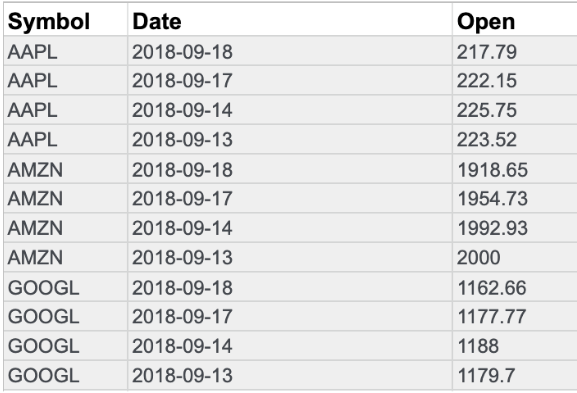 Symbol Date Open
AAPL 2018-09-18 217.79
AAPL 2018-09-17 222.15
AAPL 2018-09-14 225.75
AAPL 2018-09-13 223.52
AMZN 2018-09-18 1918.65
AMZN 2018-09-17 1954.73
AMZN 2018-09-14 1992.93
AMZN 2018-09-13 2000
GOOGL 2018-09-18 1162.66
GOOGL 2018-09-17 1177.77
GOOGL 2018-09-14 1188
GOOGL 2018-09-13 1179.7